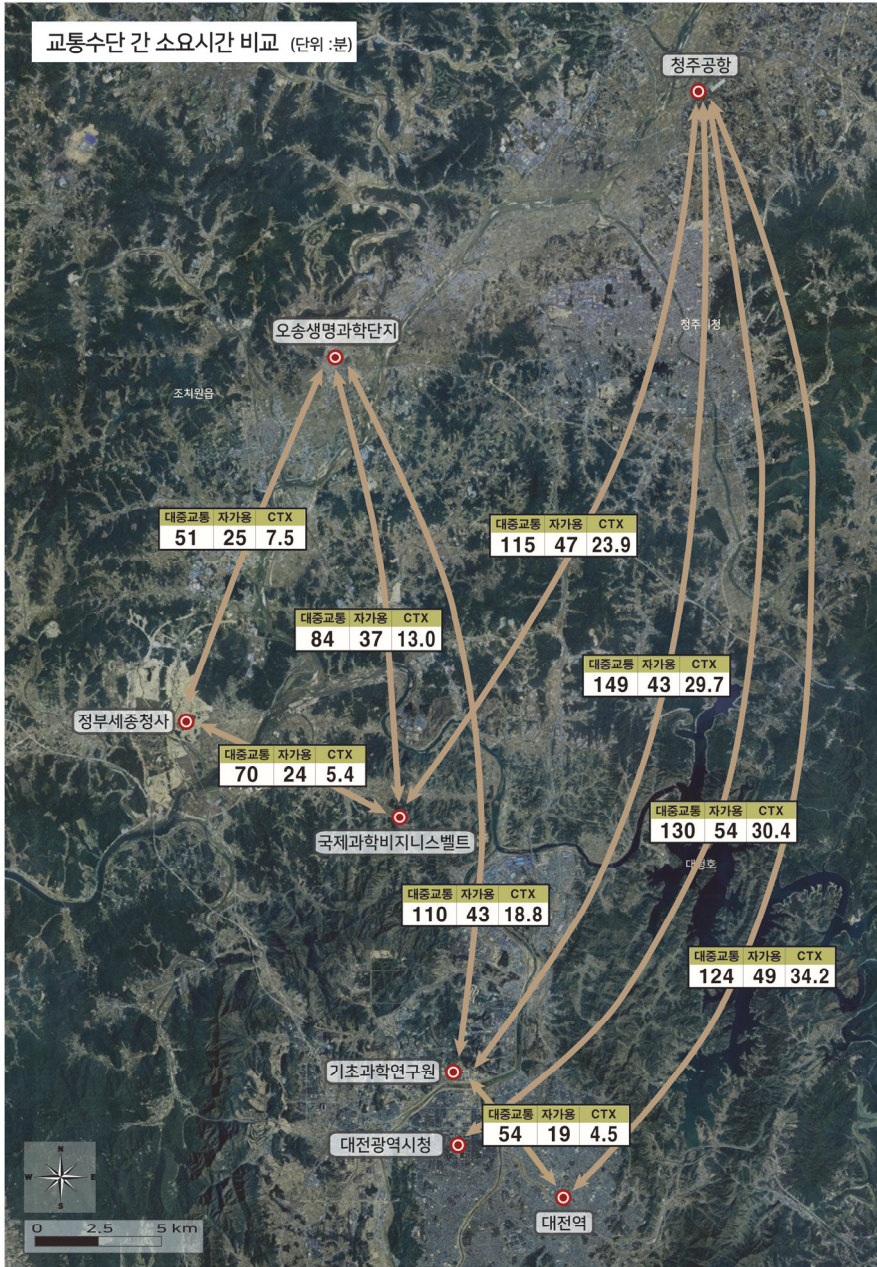 교통수단 간 소요시간 비교 (단위 :분)
청주공항
청주시청
오송생명과학단지
조치원읍
대중교통 자가용 CTX
51 25 7.5
대중교통 자가용 CTX
115 47 23.9
대중교통 자가용 CTX
84 37 13.0
대중교통 자가용 CTX
149 43 29.7
정부세종청사
대중교통 자가용 CTX
70 24 5.4
국제과학비지니스벨트
대중교통 자가용 CTX
130 54 30.4
대청호
대중교통 자가용 CTX
110 43 18.8
대중교통 자가용 CTX
124 49 34.2
기초과학연구원
대중교통 자가용 CTX
54 19 4.5
대전광역시청
대전역
N
W E
S
0 2.5 5 km